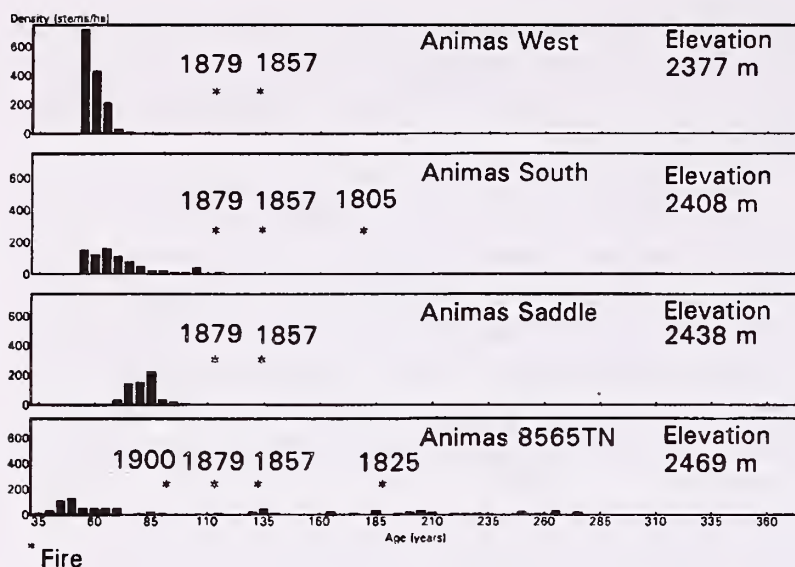 Density (stems/ha)
600
400
200
0
Animas West
Elevation
2377 m
1879 1857
* *
600
400
200
0
Animas South
Elevation
2408 m
1879 1857 1805
* * *
600
400
200
0
Animas Saddle
Elevation
2438 m
1879 1857
* *
600
400
200
0
Animas 8565TN
Elevation
2469 m
1900 1879 1857 1825
* * * *
35 60 85 110 135 160 185 210 235 260 285 310 335 360
Age (years)
* Fire